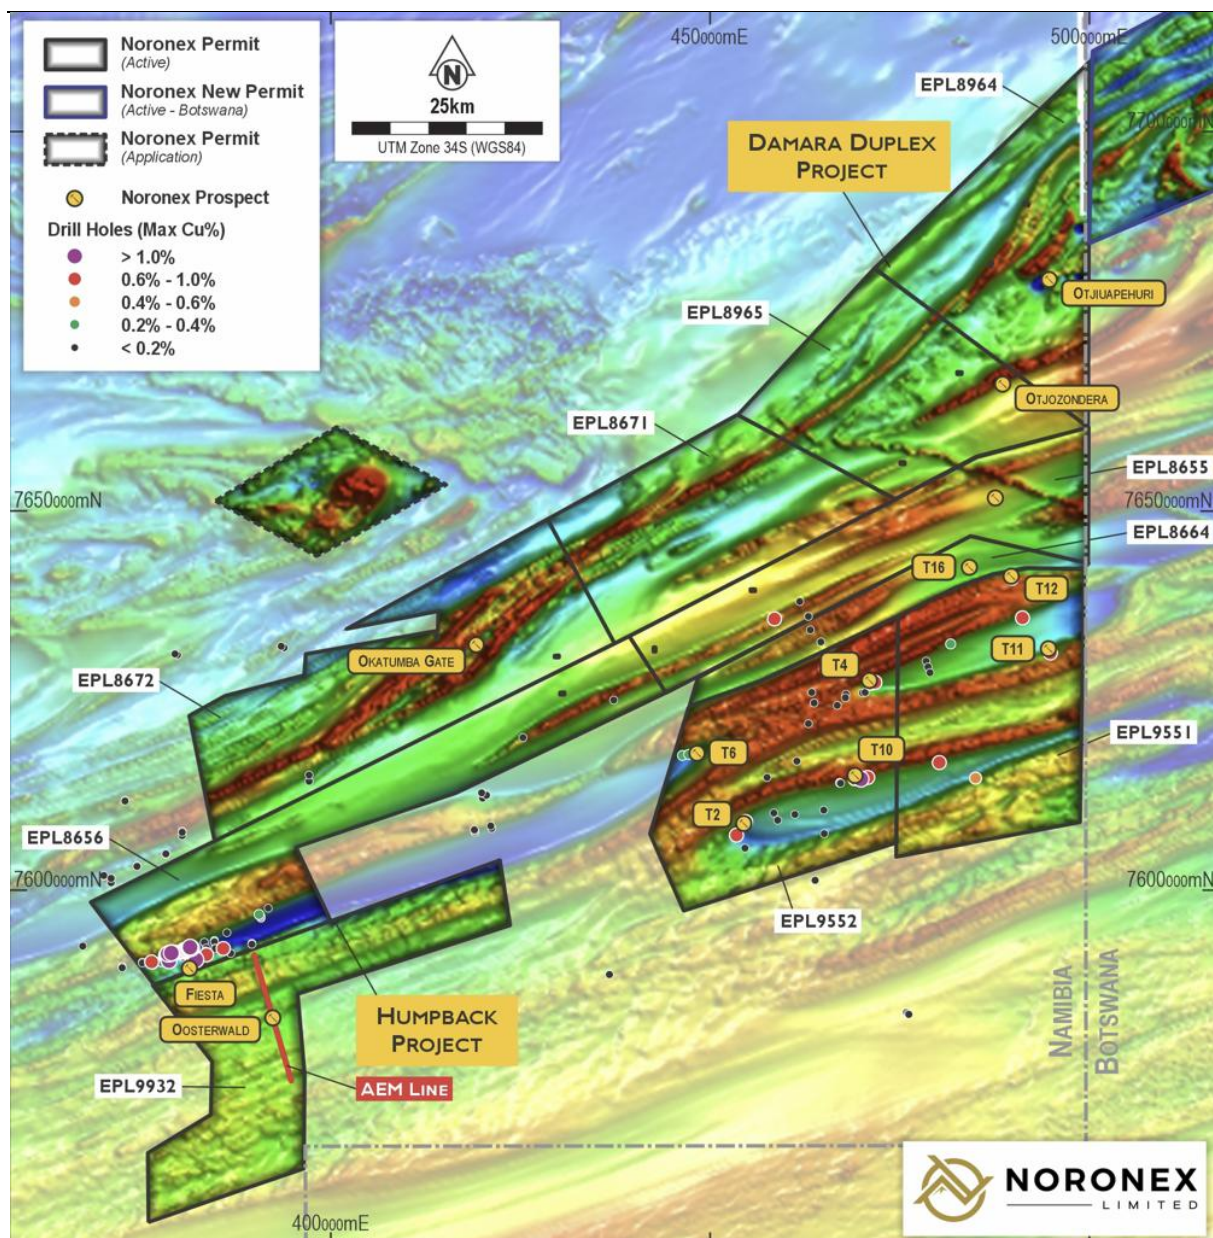 Noronex Permit
(Active)
Noronex New Permit
(Active - Botswana)
Noronex Permit
(Application)
Noronex Prospect
Drill Holes (Max Cu%)
> 1.0%
0.6% - 1.0%
0.4% - 0.6%
0.2% - 0.4%
< 0.2%
N
25km
UTM Zone 34S (WGS84)
450000mE
500000mE
EPL8964
7700000mN
DAMARA DUPLEX
PROJECT
OTJIUAPEHURI
EPL8965
OTJOZONDERA
EPL8671
EPL8655
7650000mN
7650000mN
EPL8664
T16
T12
T11
OKATUMBA GATE
T4
EPL8672
EPL9551
T6
T10
T2
EPL8656
7600000mN
7600000mN
EPL9552
FIESTA
OOSTERWALD
HUMPBACK
PROJECT
NAMIBIA
BOTSWANA
EPL9932
AEM LINE
400000mE
NORONEX
LIMITED